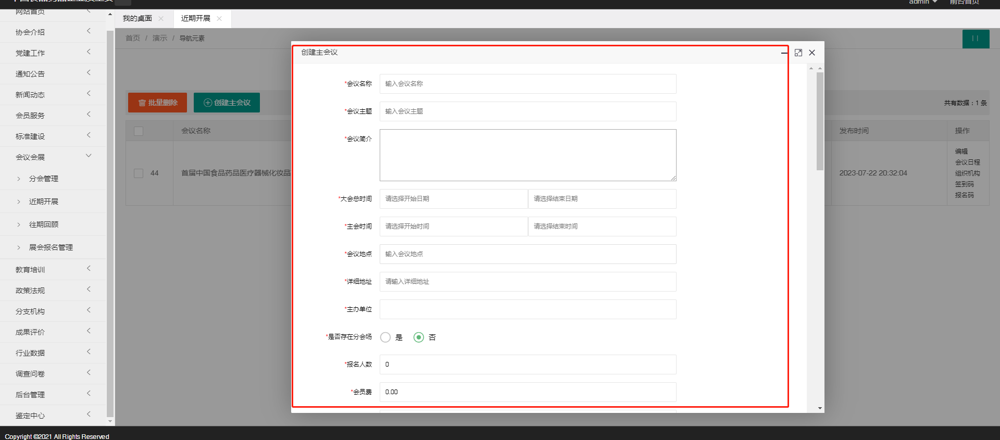 admin
前台首页
网站首页
协会介绍
党建工作
通知公告
新闻动态
会员服务
标准建设
会议会展
分会管理
近期开展
往期回顾
展会报名管理
教育培训
政策法规
分支机构
成果评价
行业数据
调查问卷
后台管理
鉴定中心
我的桌面
近期开展
首页 / 演示 / 导航元素
批量删除
创建主会议
共有数据：1 条
会议名称
发布时间
操作
44
首届中国食品药品医疗器械化妆品
2023-07-22 20:32:04
编辑
会议日程
组织机构
签到码
报名码
创建主会议
*会议名称 输入会议名称
*会议主题 输入会议主题
*会议简介
*大会总时间 请选择开始日期 请选择结束日期
*主会时间 请选择开始时间 请选择结束时间
*会议地点 输入会议地点
*详细地址 请输入详细地址
*主办单位
*是否存在分会场 是 否
*报名人数 0
*会员费 0.00
Copyright ©2021 All Rights Reserved